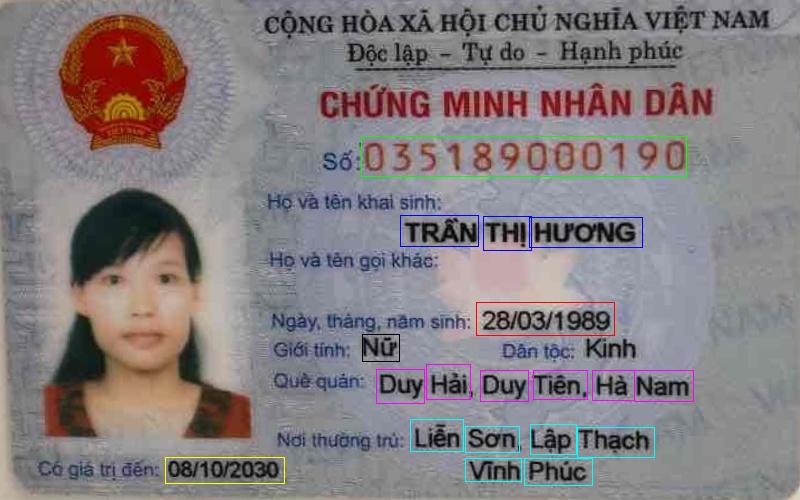 CỘNG HÒA XÃ HỘI CHỦ NGHĨA VIỆT NAM
Độc lập - Tự do - Hạnh phúc
CHỨNG MINH NHÂN DÂN
Số: 035189000190
Họ và tên khai sinh:
TRẦN THỊ HƯƠNG
Họ và tên gọi khác:
Ngày, tháng, năm sinh: 28/03/1989
Giới tính: Nữ Dân tộc: Kinh
Quê quán: Duy Hải, Duy Tiên, Hà Nam
Nơi thường trú: Liễn Sơn, Lập Thạch
Vĩnh Phúc
Có giá trị đến: 08/10/2030
VIỆT NAM